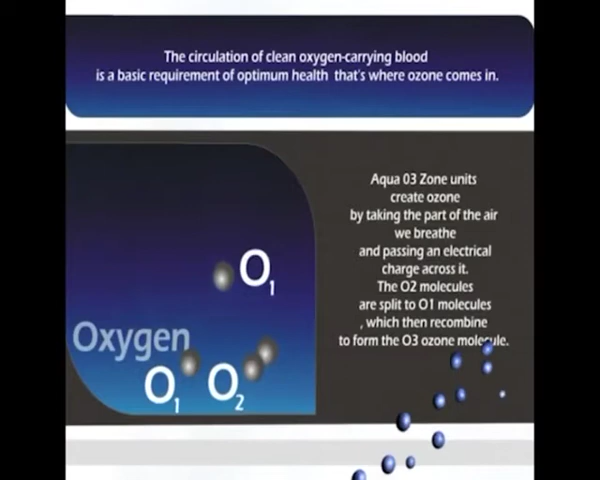 The circulation of clean oxygen-carrying blood
is a basic requirement of optimum health that's where ozone comes in.
Aqua 03 Zone units
create ozone
by taking the part of the air
we breathe
and passing an electrical
charge across it.
The O2 molecules
are split to O1 molecules
, which then recombine
to form the O3 ozone molecule.
O1
Oxygen
O1 O2